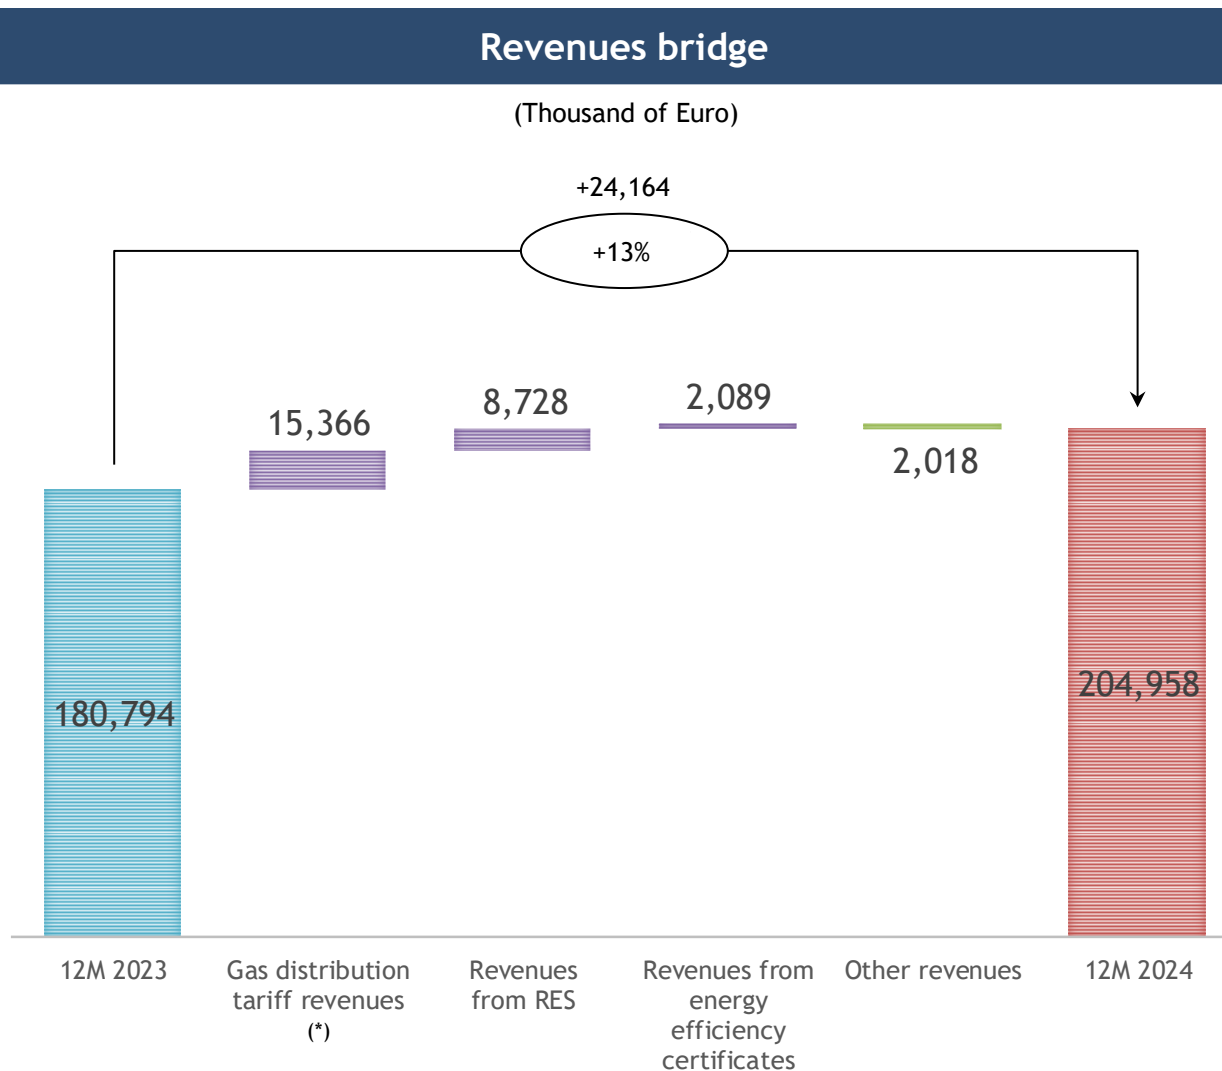 Revenues bridge
(Thousand of Euro)
+24,164
+13%
15,366
8,728
2,089
2,018
180,794
204,958
12M 2023
Gas distribution
tariff revenues
(*)
Revenues
from RES
Revenues from
energy
efficiency
certificates
Other revenues
12M 2024